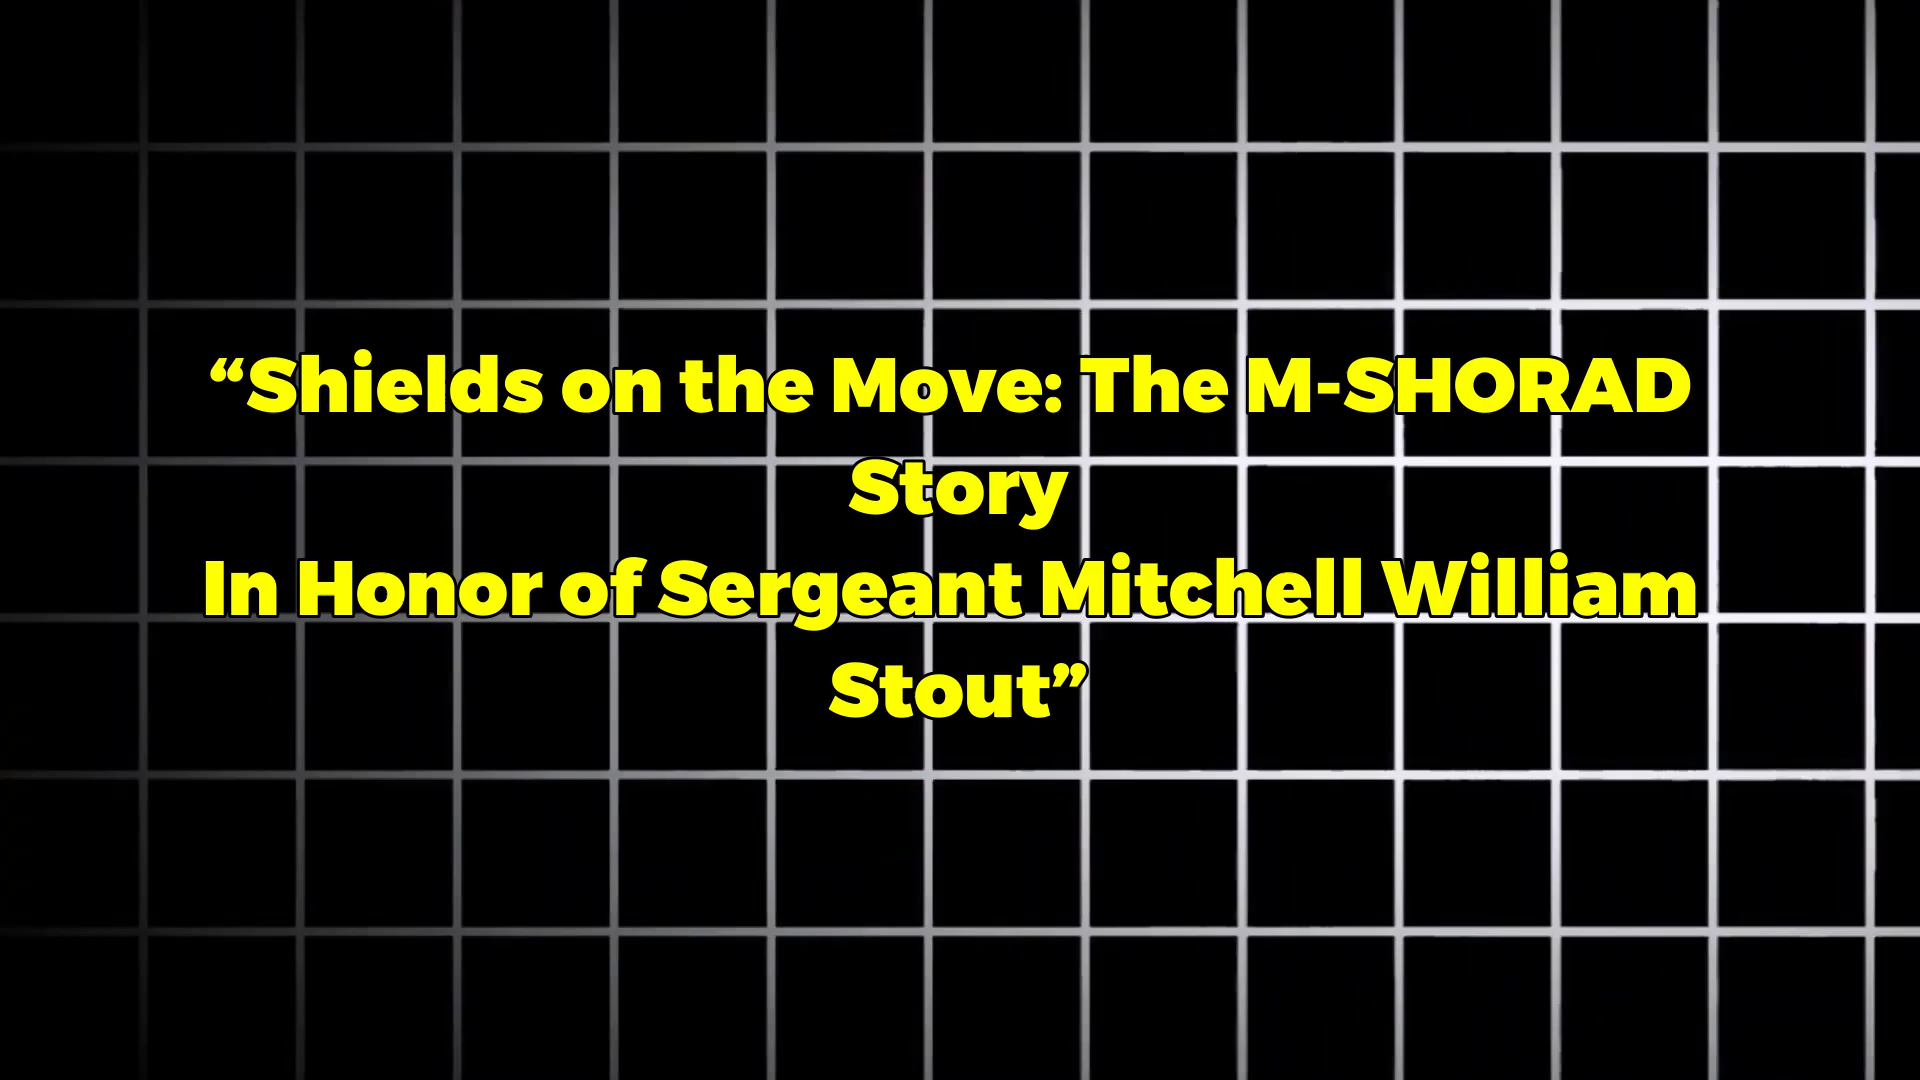 “Shields on the Move: The M-SHORAD
Story
In Honor of Sergeant Mitchell William
Stout”